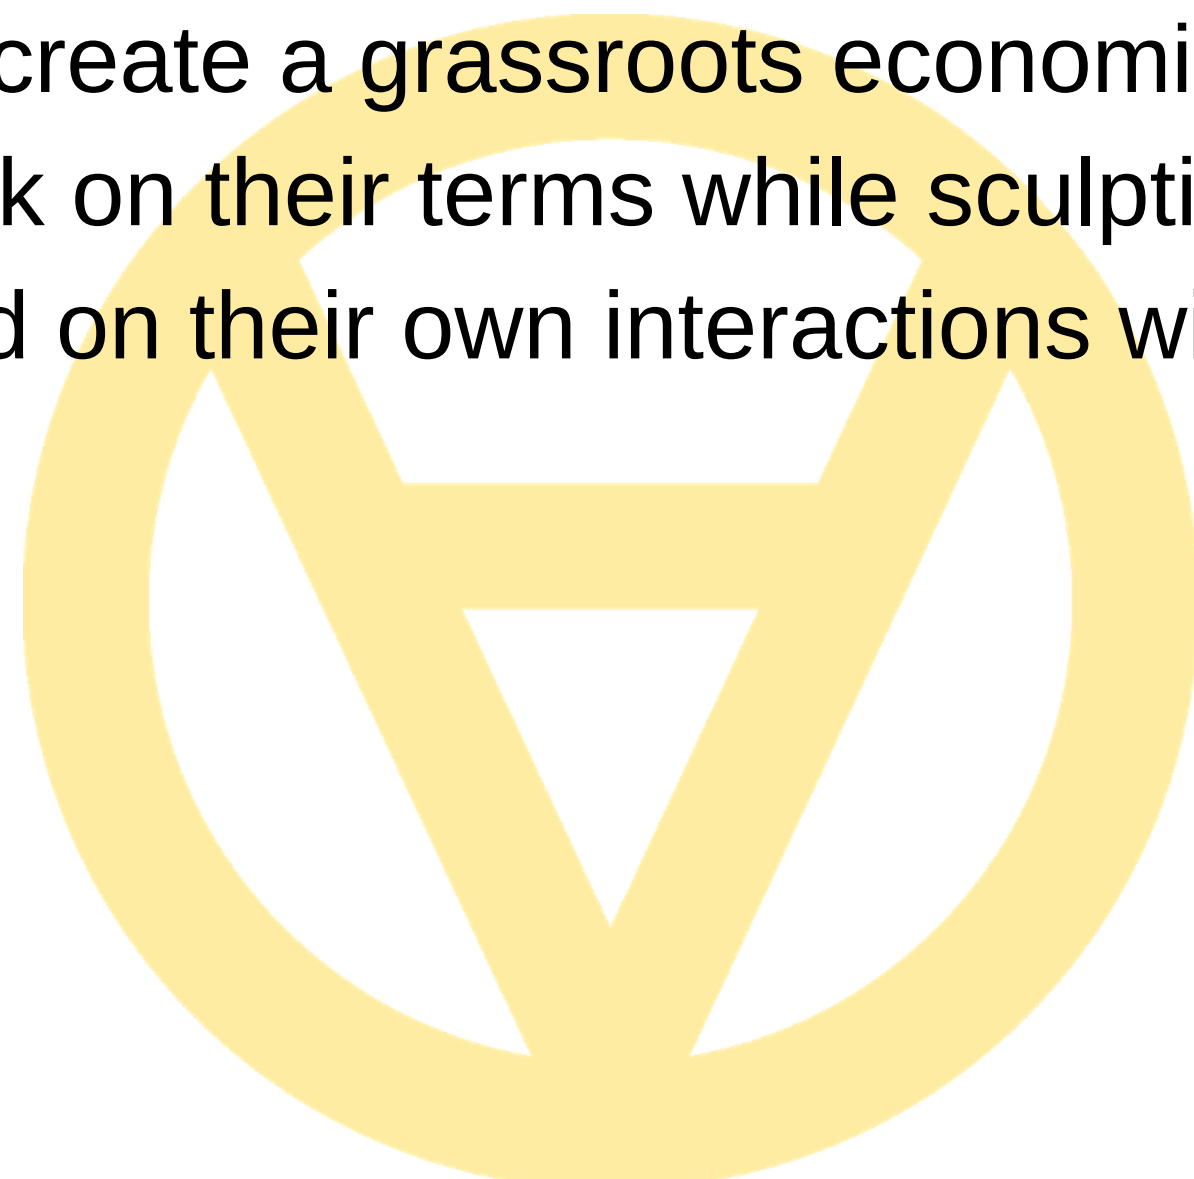 create a grassroots economi
k on their terms while sculpti
d on their own interactions wi